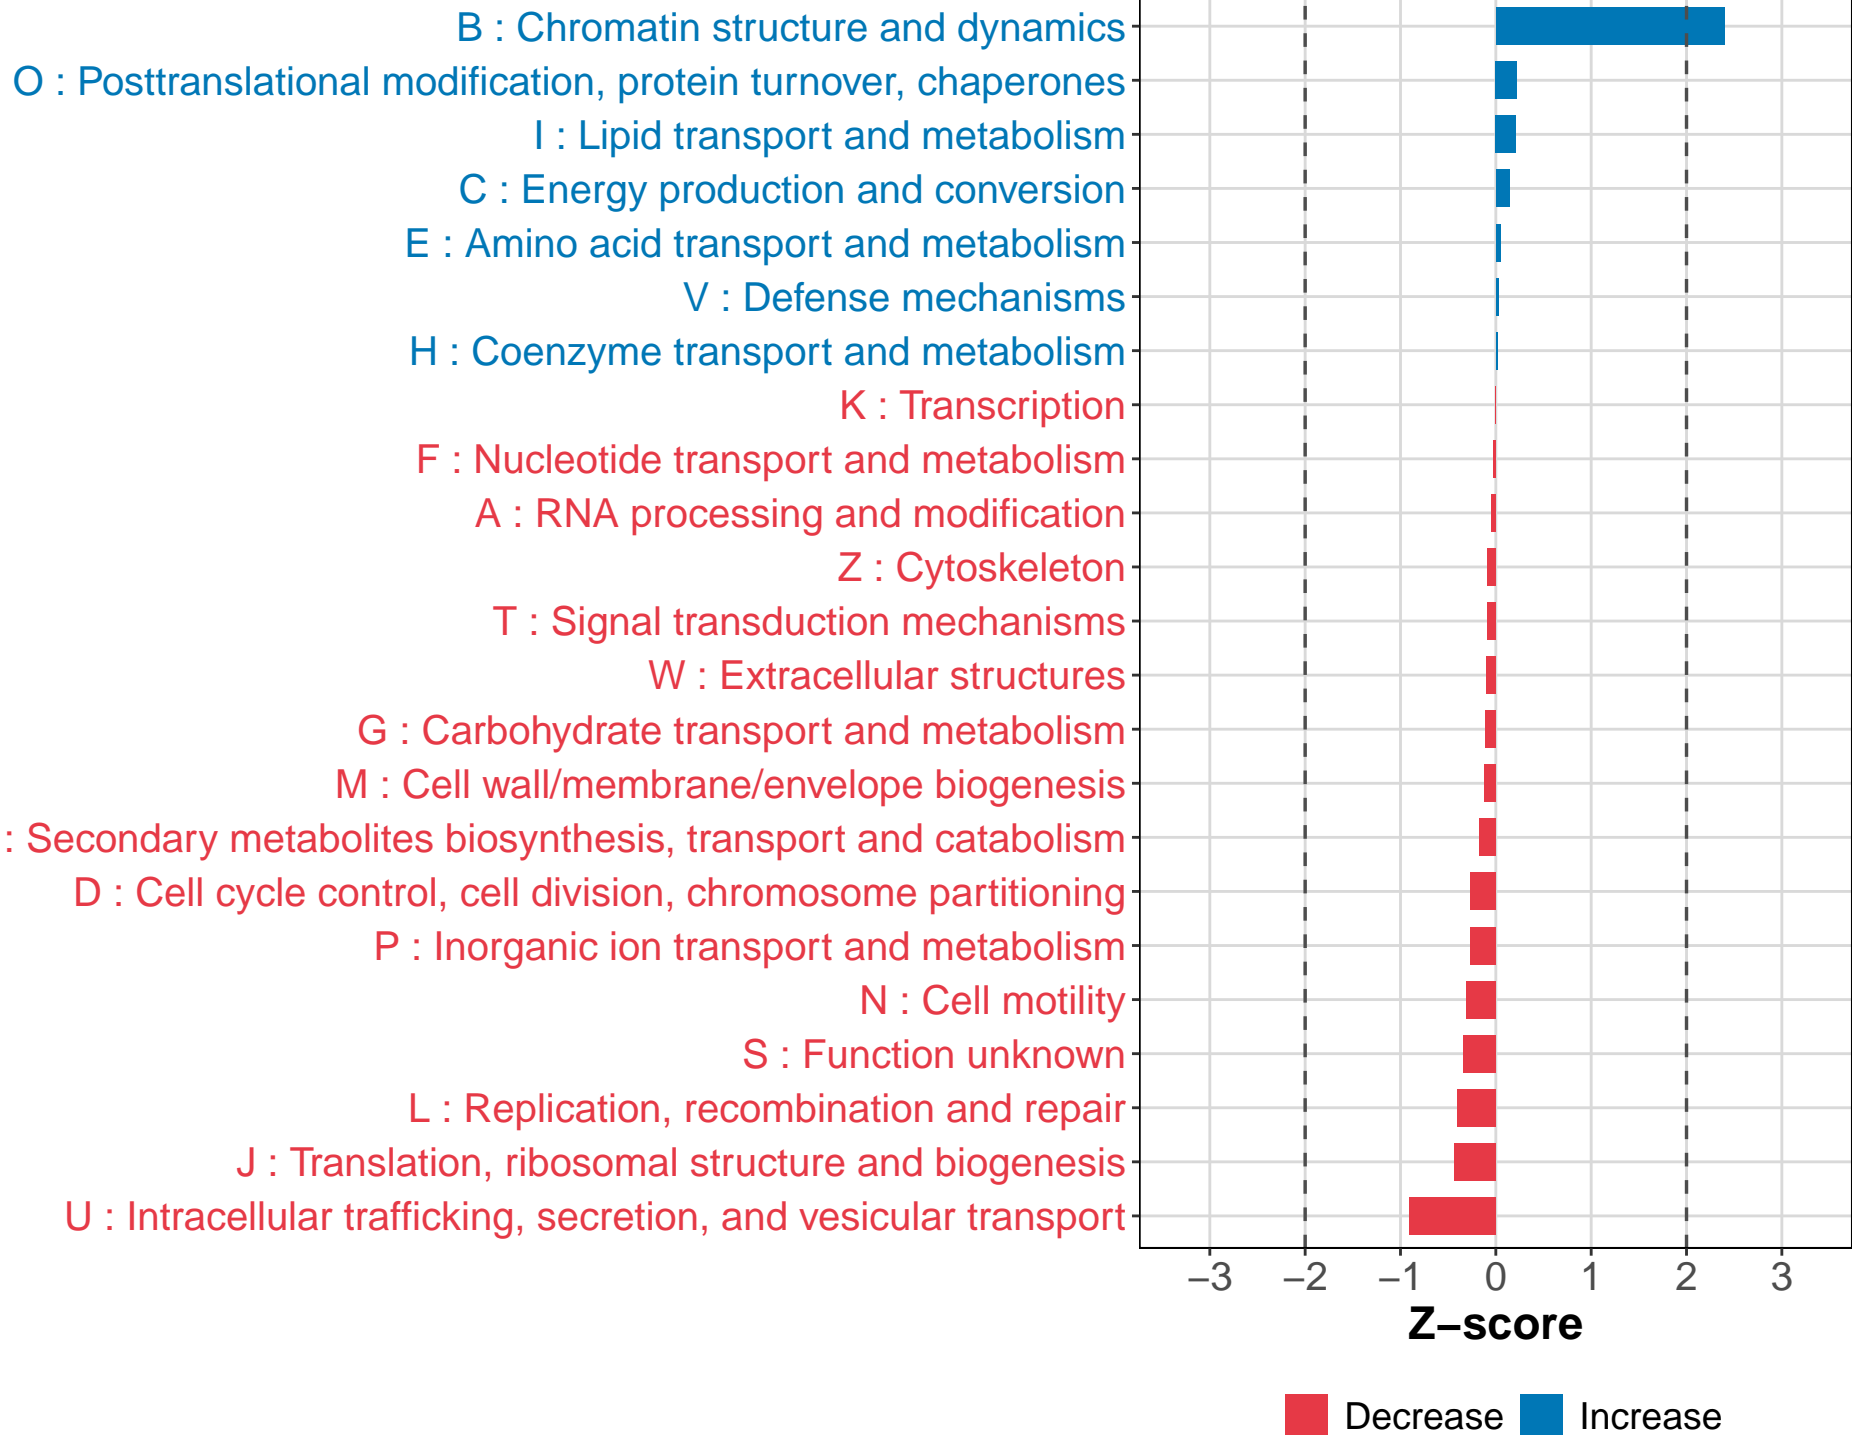 B : Chromatin structure and dynamics
O : Posttranslational modification, protein turnover, chaperones
I : Lipid transport and metabolism
C : Energy production and conversion
E : Amino acid transport and metabolism
V : Defense mechanisms
H : Coenzyme transport and metabolism
K : Transcription
F : Nucleotide transport and metabolism
A : RNA processing and modification
Z : Cytoskeleton
T : Signal transduction mechanisms
W : Extracellular structures
G : Carbohydrate transport and metabolism
M : Cell wall/membrane/envelope biogenesis
: Secondary metabolites biosynthesis, transport and catabolism
D : Cell cycle control, cell division, chromosome partitioning
P : Inorganic ion transport and metabolism
N : Cell motility
S : Function unknown
L : Replication, recombination and repair
J : Translation, ribosomal structure and biogenesis
U : Intracellular trafficking, secretion, and vesicular transport
−3 −2 −1 0 1 2 3
Z−score
Decrease Increase